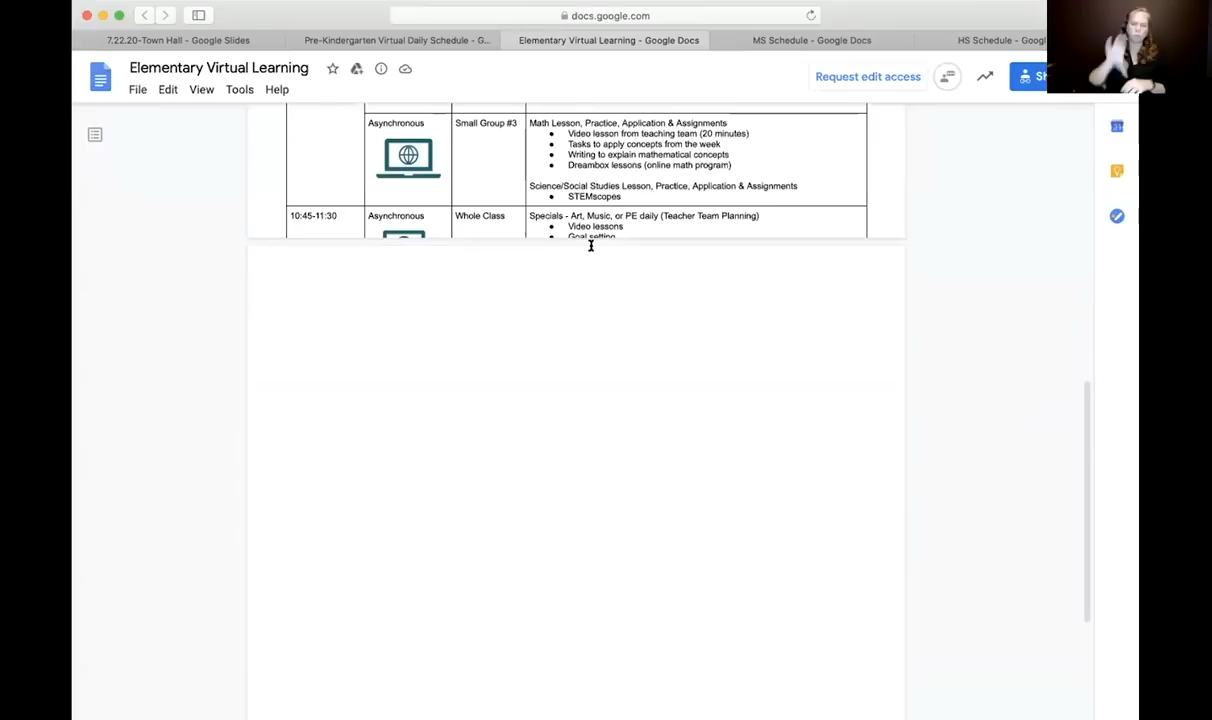 docs.google.com
7.22.20-Town Hall - Google Slides
Pre-Kindergarten Virtual Daily Schedule - G...
Elementary Virtual Learning - Google Docs
MS Schedule - Google Docs
HS Schedule - Googl
Elementary Virtual Learning
File Edit View Tools Help
Request edit access
Sh
Asynchronous
Small Group #3
Math Lesson, Practice, Application & Assignments
Video lesson from teaching team (20 minutes)
Tasks to apply concepts from the week
Writing to explain mathematical concepts
Dreambox lessons (online math program)
Science/Social Studies Lesson, Practice, Application & Assignments
STEMscopes
10:45-11:30
Asynchronous
Whole Class
Specials - Art, Music, or PE daily (Teacher Team Planning)
Video lessons
Goal setting